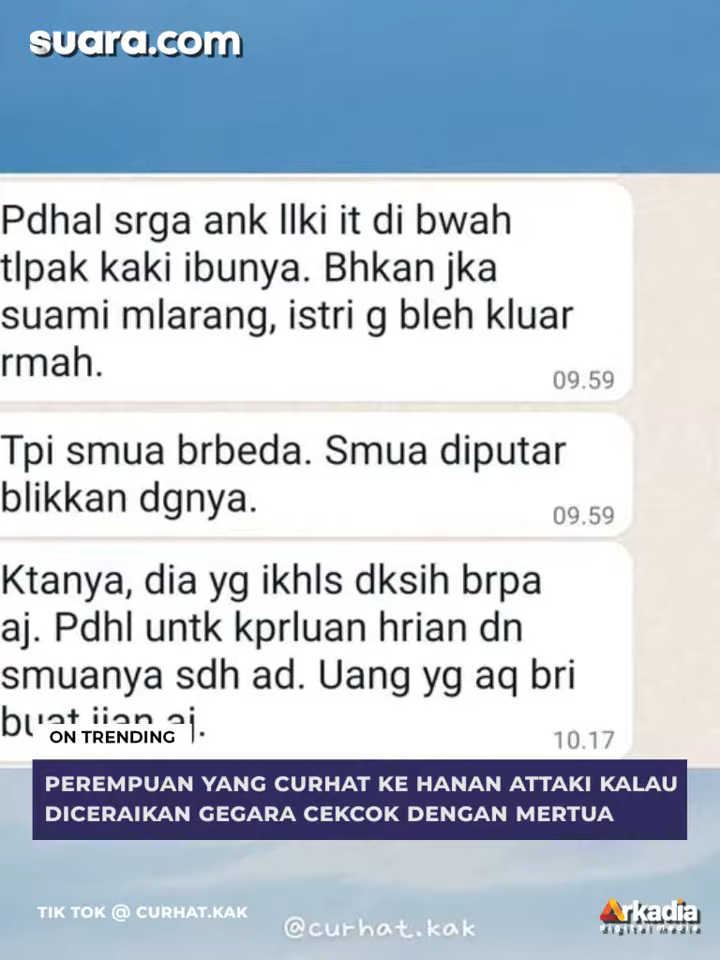 suara.com
Pdhal srga ank llki it di bwah
tlpak kaki ibunya. Bhkan jka
suami mlarang, istri g bleh kluar
rmah.
09.59
Tpi smua brbeda. Smua diputar
blikkan dgnya.
09.59
Ktanya, dia yg ikhls dksih brpa
aj. Pdhl untk kprluan hrian dn
smuanya sdh ad. Uang yg aq bri
buat jjan aj.
10.17
ON TRENDING
PEREMPUAN YANG CURHAT KE HANAN ATTAKI KALAU
DICERAIKAN GEGARA CEKCOK DENGAN MERTUA
TIK TOK @ CURHAT.KAK
@curhat.kak
Arkadia
digital media